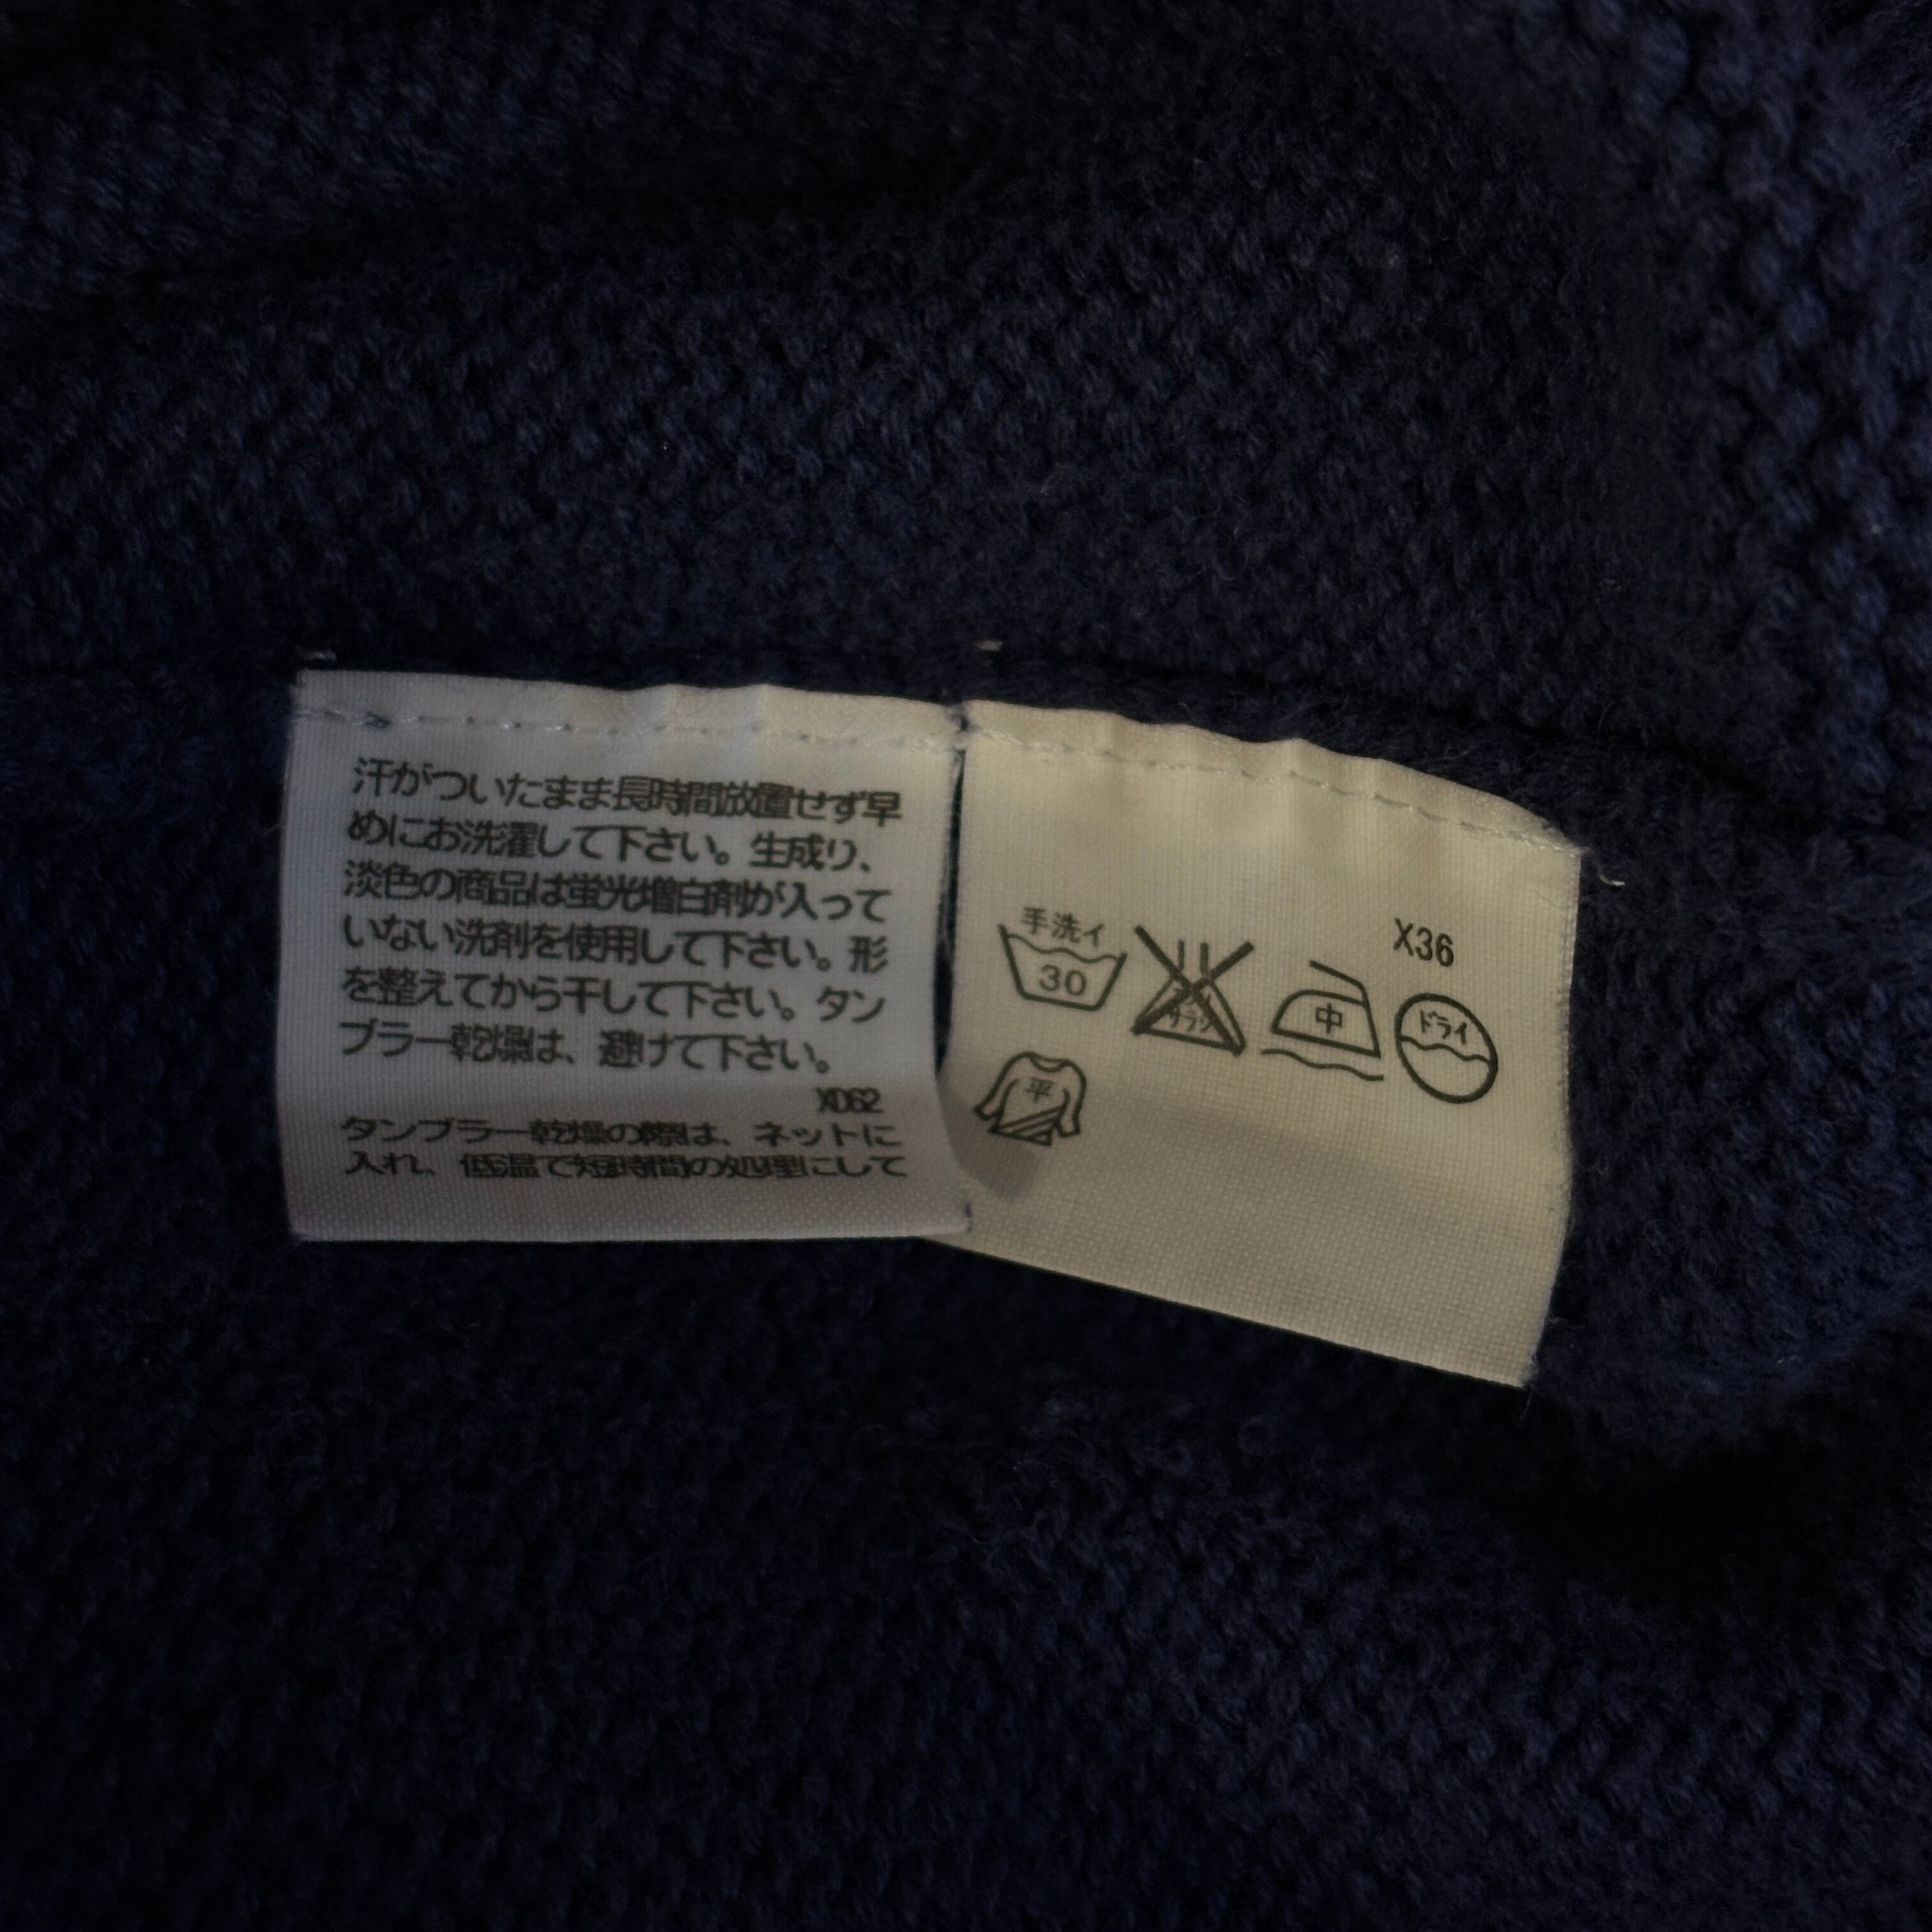 汗がついたまま長時間放置せず早
めにお洗濯して下さい。生成り、
淡色の商品は蛍光増白剤が入って
いない洗剤を使用して下さい。形
を整えてから干して下さい。タン
ブラー乾燥は、避けて下さい。
XD62
タンブラー乾燥の際は、ネットに
入れ、低温で短時間の処理にして
X36
手洗イ
30
サラシ
中
ドライ
平